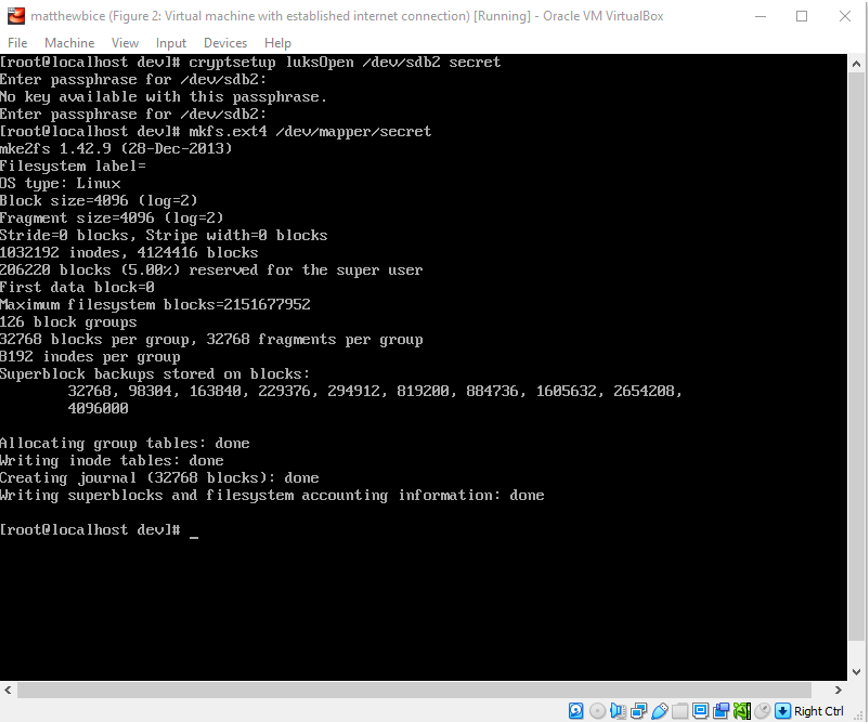 matthewbice (Figure 2: Virtual machine with established internet connection) [Running] - Oracle VM VirtualBox
File Machine View Input Devices Help
[root@localhost dev]# cryptsetup luksOpen /dev/sdb2 secret
Enter passphrase for /dev/sdb2:
No key available with this passphrase.
Enter passphrase for /dev/sdb2:
[root@localhost dev]# mkfs.ext4 /dev/mapper/secret
mke2fs 1.42.9 (28-Dec-2013)
Filesystem label=
OS type: Linux
Block size=4096 (log=2)
Fragment size=4096 (log=2)
Stride=0 blocks, Stripe width=0 blocks
1032192 inodes, 4124416 blocks
206220 blocks (5.00%) reserved for the super user
First data block=0
Maximum filesystem blocks=2151677952
126 block groups
32768 blocks per group, 32768 fragments per group
8192 inodes per group
Superblock backups stored on blocks:
32768, 98304, 163840, 229376, 294912, 819200, 884736, 1605632, 2654208,
4096000
Allocating group tables: done
Writing inode tables: done
Creating journal (32768 blocks): done
Writing superblocks and filesystem accounting information: done
[root@localhost dev]# _
Right Ctrl